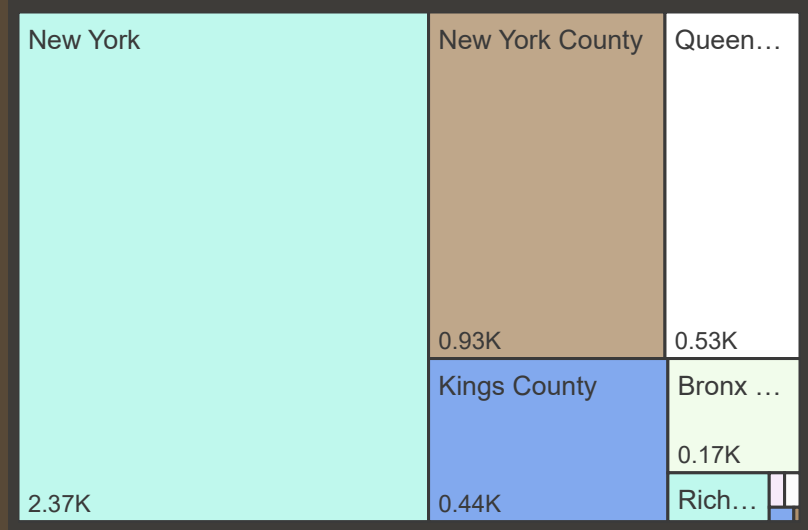 New York
2.37K
New York County
0.93K
Queen…
0.53K
Kings County
0.44K
Bronx …
0.17K
Rich…